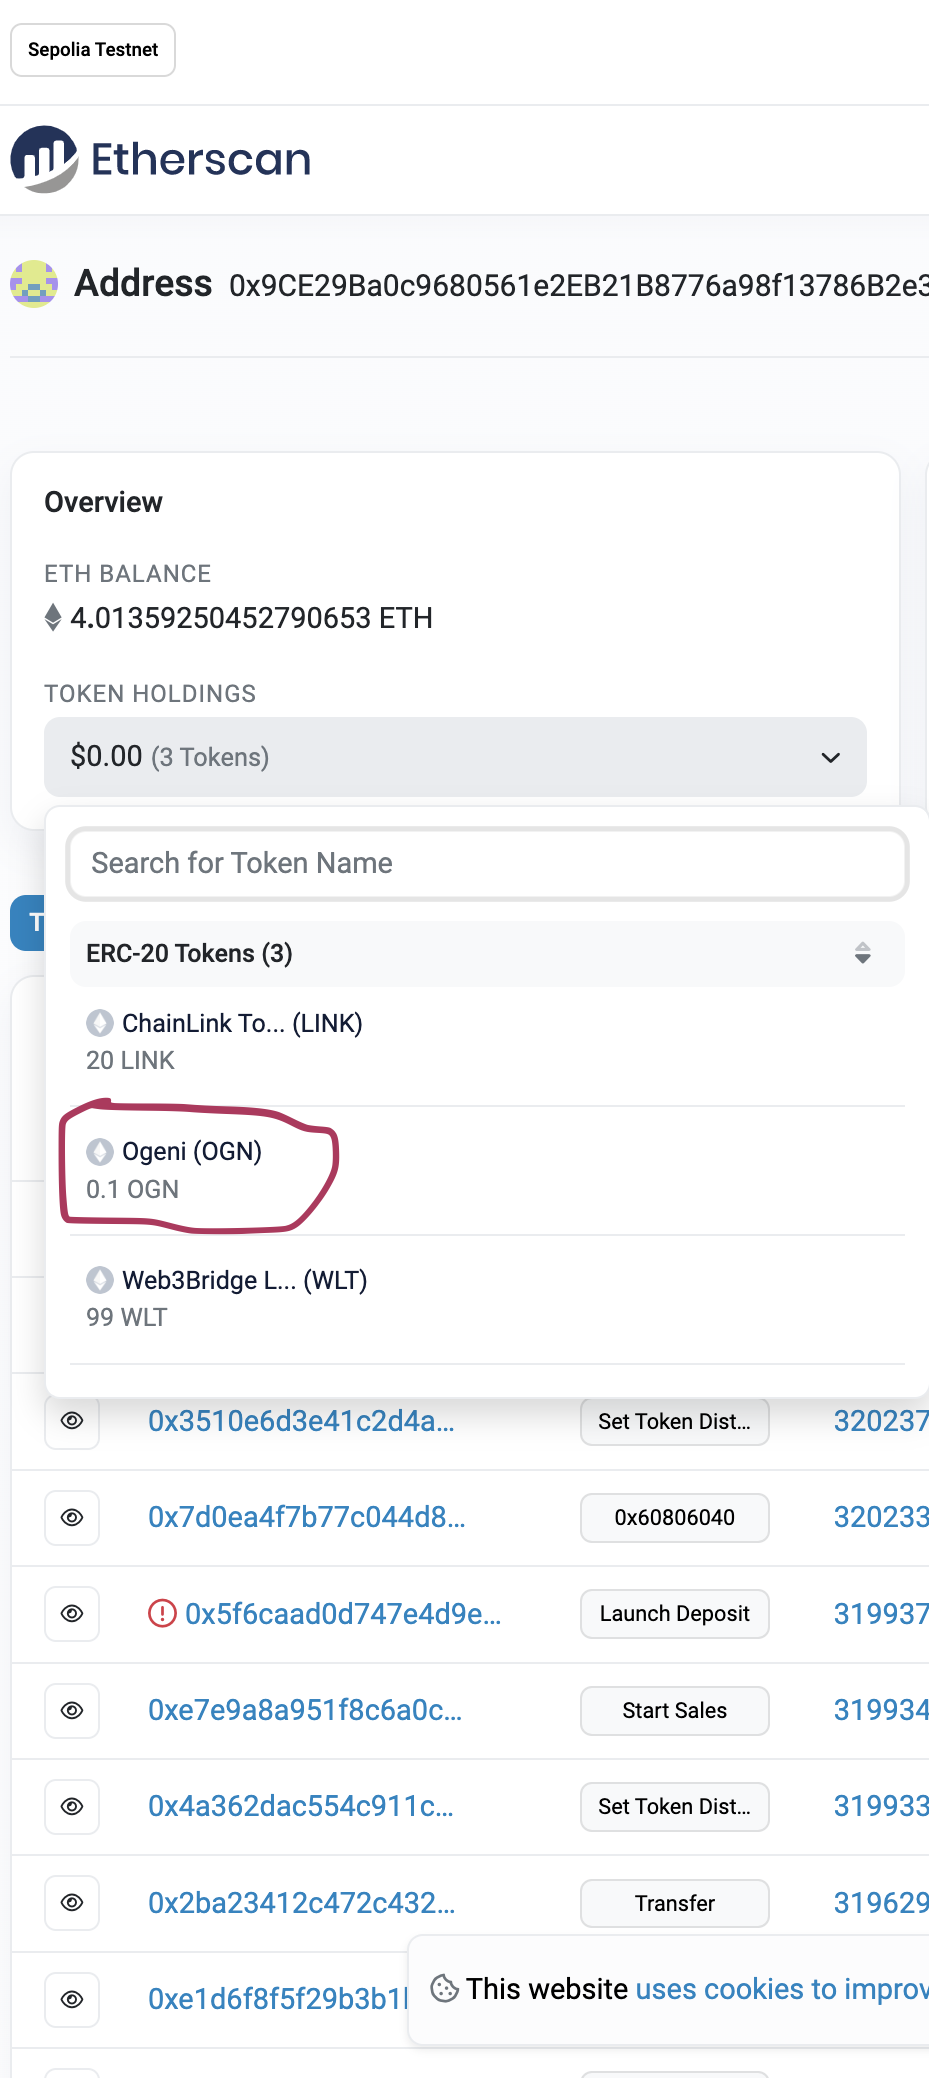 Sepolia Testnet
Etherscan
Address 0x9CE29Ba0c9680561e2EB21B8776a98f13786B2e3
Overview
ETH BALANCE
4.01359250452790653 ETH
TOKEN HOLDINGS
$0.00 (3 Tokens)
Search for Token Name
T
ERC-20 Tokens (3)
ChainLink To... (LINK)
20 LINK
Ogeni (OGN)
0.1 OGN
Web3Bridge L... (WLT)
99 WLT
0x3510e6d3e41c2d4a... Set Token Dist... 320237
0x7d0ea4f7b77c044d8... 0x60806040 320233
0x5f6caad0d747e4d9e... Launch Deposit 319937
0xe7e9a8a951f8c6a0c... Start Sales 319934
0x4a362dac554c911c... Set Token Dist... 319933
0x2ba23412c472c432... Transfer 319629
0xe1d6f8f5f29b3b1
This website uses cookies to improv